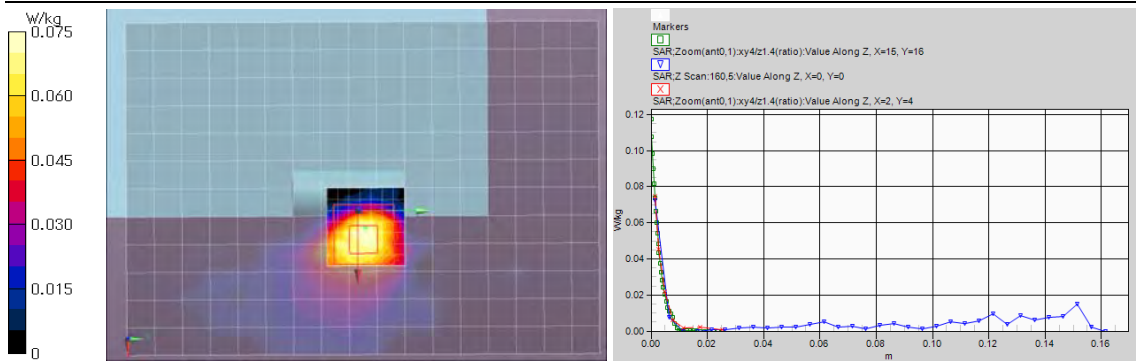 W/kg
0.075
0.060
0.045
0.030
0.015
0
Markers
SAR;Zoom(ant0,1):xy4/z1.4(ratio):Value Along Z, X=15, Y=16
SAR;Z Scan:160,5:Value Along Z, X=0, Y=0
SAR;Zoom(ant0,1):xy4/z1.4(ratio):Value Along Z, X=2, Y=4
0.12
0.10
0.08
0.06
0.04
0.02
0.00
W/kg
0.00 0.02 0.04 0.06 0.08 0.10 0.12 0.14 0.16
m